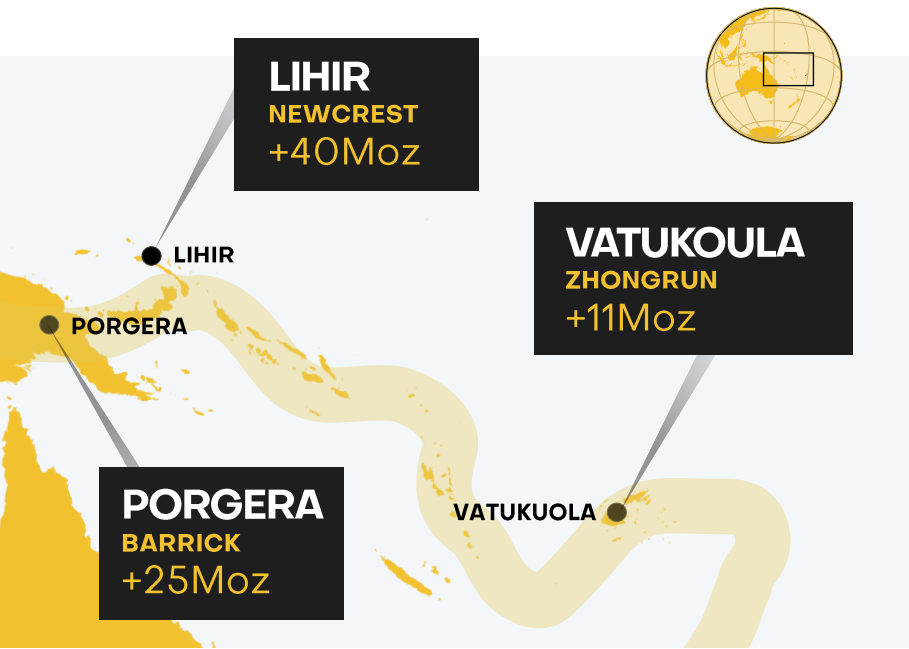 LIHIR
NEWCREST
+40Moz
VATUKOULA
ZHONGRUN
+11Moz
LIHIR
PORGERA
VATUKUOLA
PORGERA
BARRICK
+25Moz